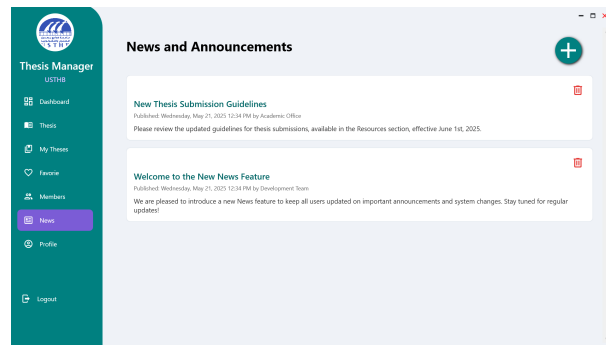 USTHB
Thesis Manager
USTHB
Dashboard
Thesis
My Theses
Favorie
Members
News
Profile
Logout
News and Announcements
New Thesis Submission Guidelines
Published: Wednesday, May 21, 2025 12:34 PM by Academic Office
Please review the updated guidelines for thesis submissions, available in the Resources section, effective June 1st, 2025.
Welcome to the New News Feature
Published: Wednesday, May 21, 2025 12:34 PM by Development Team
We are pleased to introduce a new News feature to keep all users updated on important announcements and system changes. Stay tuned for regular
updates!